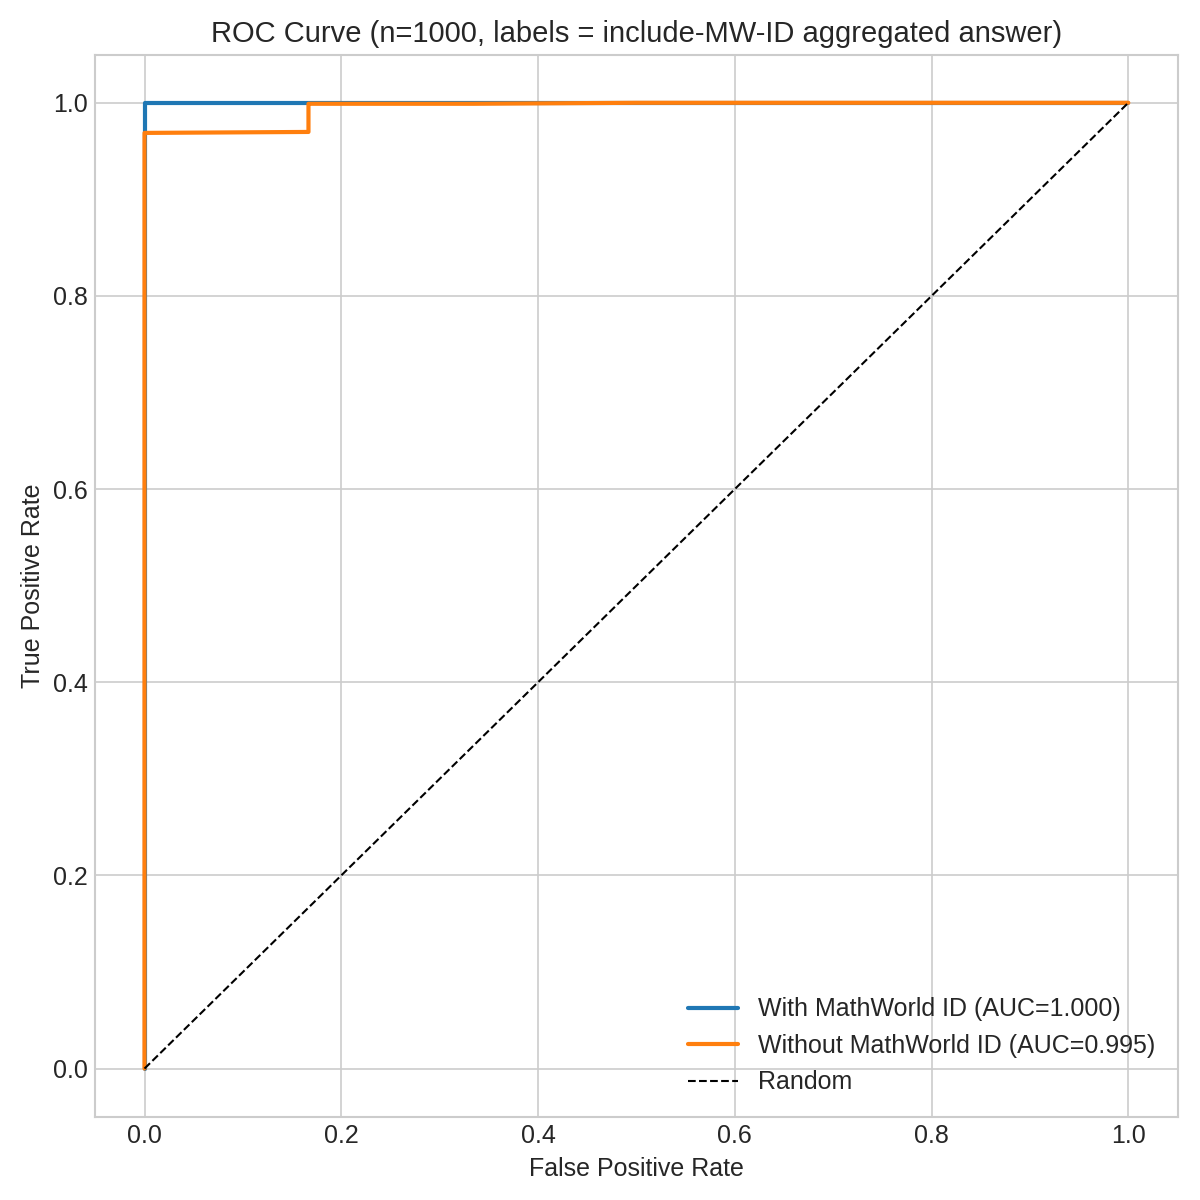 ROC Curve (n=1000, labels = include-MW-ID aggregated answer)
1.0
0.8
0.6
0.4
0.2
0.0
True Positive Rate
With MathWorld ID (AUC=1.000)
Without MathWorld ID (AUC=0.995)
Random
0.0 0.2 0.4 0.6 0.8 1.0
False Positive Rate